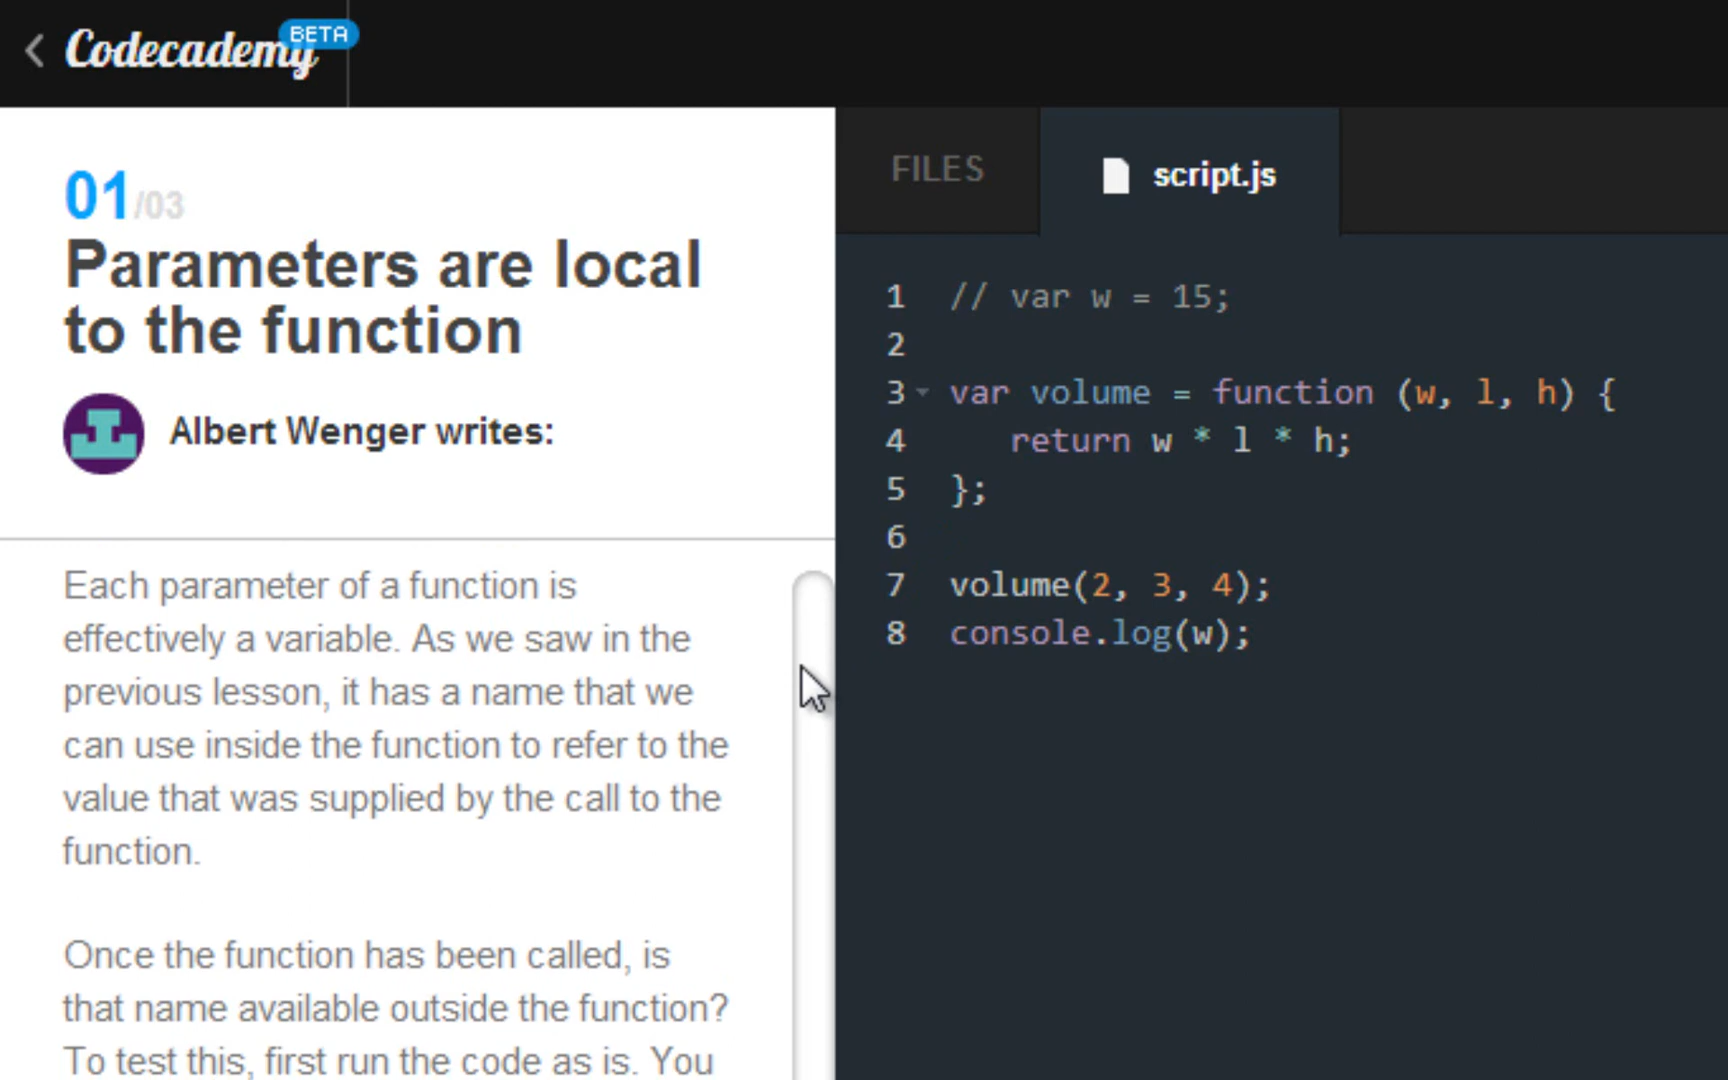 Codecademy BETA
01/03
Parameters are local
to the function
Albert Wenger writes:
Each parameter of a function is
effectively a variable. As we saw in the
previous lesson, it has a name that we
can use inside the function to refer to the
value that was supplied by the call to the
function.
Once the function has been called, is
that name available outside the function?
To test this, first run the code as is. You
FILES script.js
1 // var w = 15;
2
3 var volume = function (w, l, h) {
4 return w * l * h;
5 };
6
7 volume(2, 3, 4);
8 console.log(w);